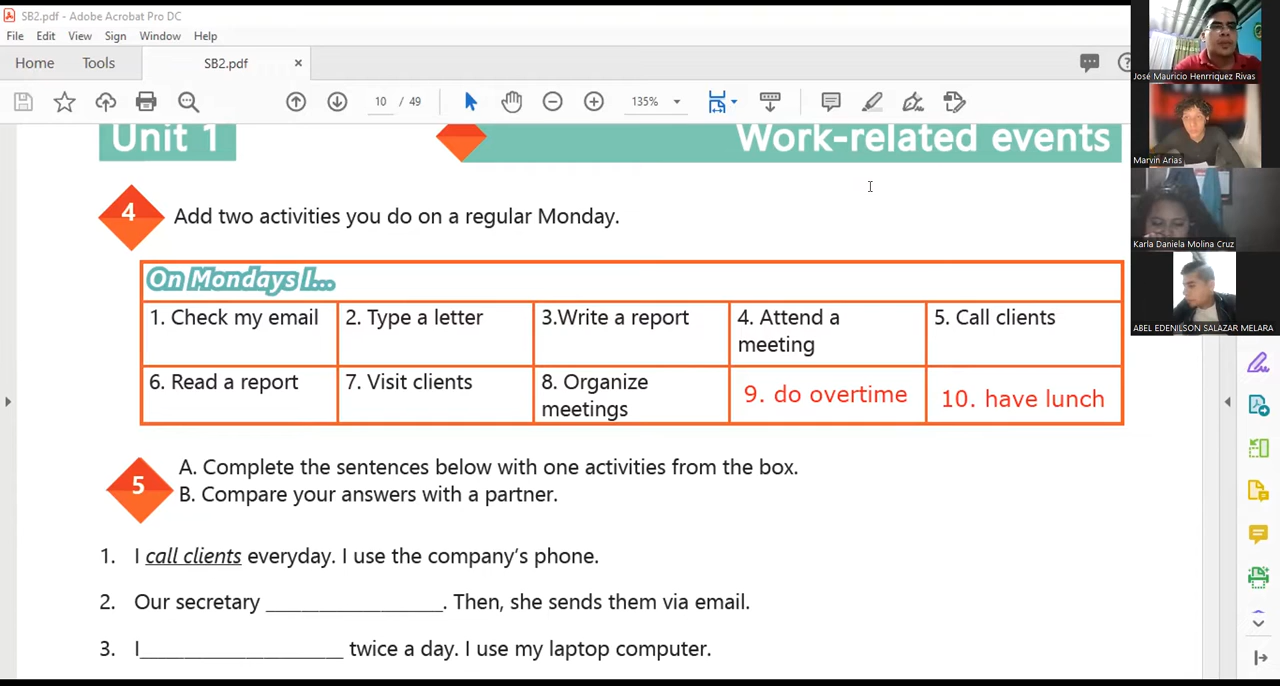 SB2.pdf - Adobe Acrobat Pro DC
File Edit View Sign Window Help
Home Tools SB2.pdf ×
10 / 49 135%
Unit 1 Work-related events
4 Add two activities you do on a regular Monday.
On Mondays I...
1. Check my email 2. Type a letter 3.Write a report 4. Attend a meeting 5. Call clients
6. Read a report 7. Visit clients 8. Organize meetings 9. do overtime 10. have lunch
5 A. Complete the sentences below with one activities from the box.
B. Compare your answers with a partner.
1. I call clients everyday. I use the company's phone.
2. Our secretary __________________. Then, she sends them via email.
3. I_____________________ twice a day. I use my laptop computer.
José Mauricio Henrriquez Rivas
Marvin Arias
Karla Daniela Molina Cruz
ABEL EDENILSON SALAZAR MELARA